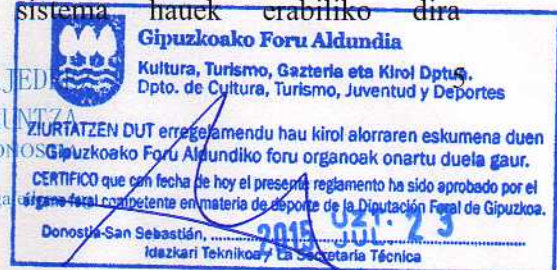 sistema hauek erabiliko dira
Gipuzkoako Foru Aldundia
Kultura, Turismo, Gazteria eta Kirol Dptua.
Dpto. de Cultura, Turismo, Juventud y Deportes
ZIURTATZEN DUT erregelamendu hau kirol alorraren eskumena duen
Gipuzkoako Foru Aldundiko foru organoak onartu duela gaur.
CERTIFICO que con fecha de hoy el presente reglamento ha sido aprobado por el
órgano foral competente en materia de deporte de la Diputación Foral de Gipuzkoa.
Donostia-San Sebastián, 2015 UZT. JUL. 23
Idazkari Teknikoa / La Secretaria Técnica